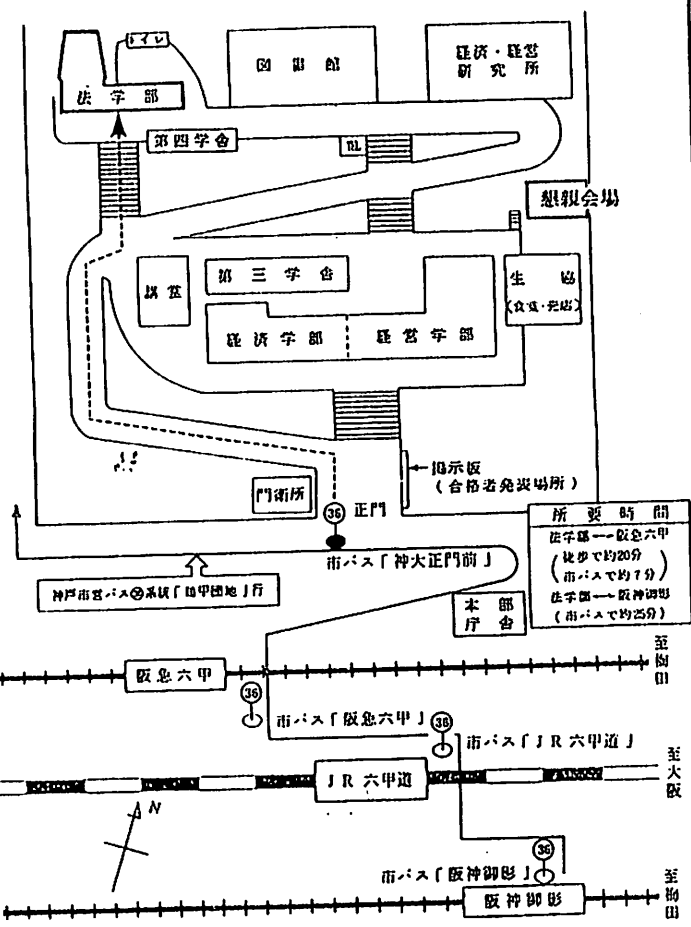 トイレ
法学部
図書館
経済・経営
研究所
第四学舎
懇親会場
講堂
第三学舎
経済学部
経営学部
生協
(食堂・売店)
掲示板
(合格者発表場所)
門衛所
36
正門
市バス「神大正門前」
神戸市営バス36系統「鶴甲団地」行
本部
庁舎
所要時間
法学部 阪急六甲
徒歩で約20分
市バスで約7分
法学部 阪神御影
(市バスで約25分)
阪急六甲
至梅田
36
市バス「阪急六甲」
36
市バス「JR六甲道」
JR六甲道
至大阪
N
36
市バス「阪神御影」
阪神御影
至梅田